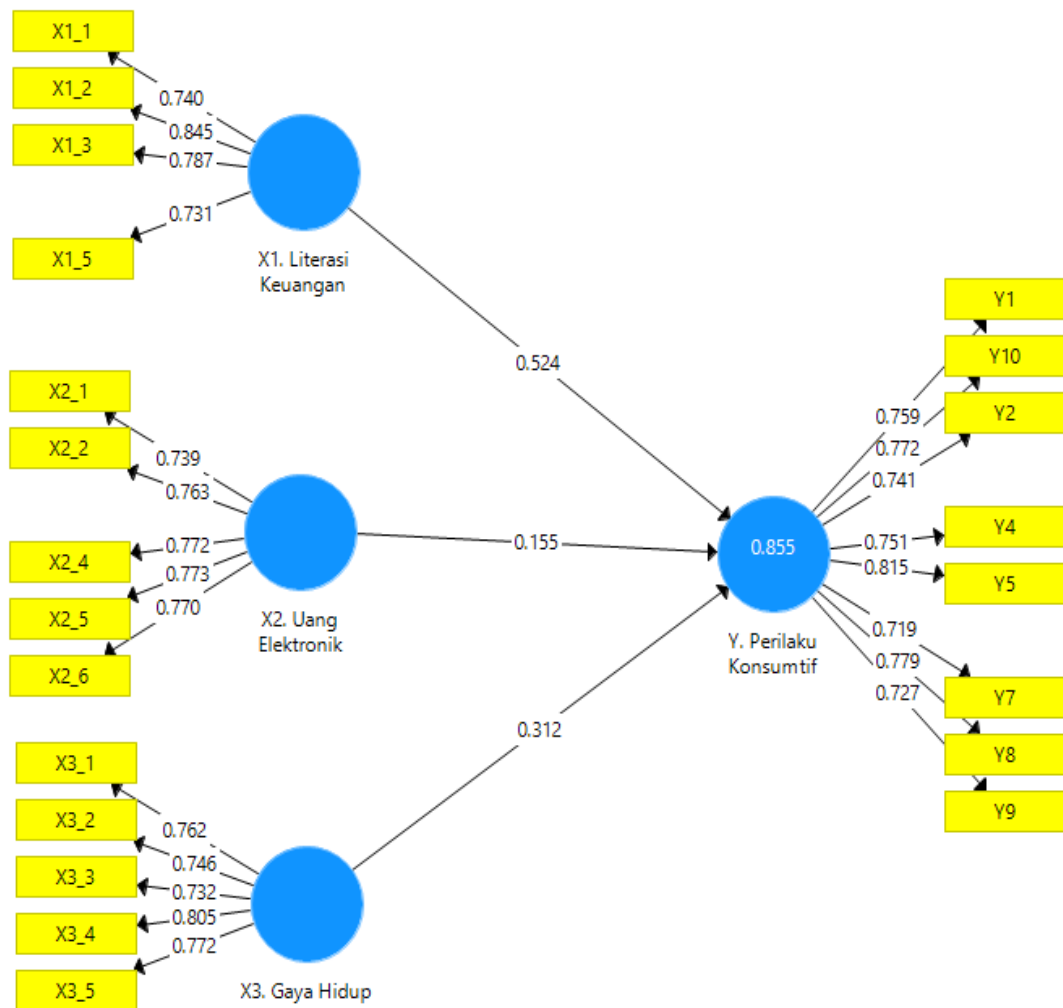 X1_1
X1_2
X1_3
X1_5
0.740
0.845
0.787
0.731
X1. Literasi
Keuangan
0.524
X2_1
X2_2
X2_4
X2_5
X2_6
0.739
0.763
0.772
0.773
0.770
X2. Uang
Elektronik
0.155
X3_1
X3_2
X3_3
X3_4
X3_5
0.762
0.746
0.732
0.805
0.772
X3. Gaya Hidup
0.312
0.855
Y. Perilaku
Konsumtif
0.759
0.772
0.741
0.751
0.815
0.719
0.779
0.727
Y1
Y10
Y2
Y4
Y5
Y7
Y8
Y9